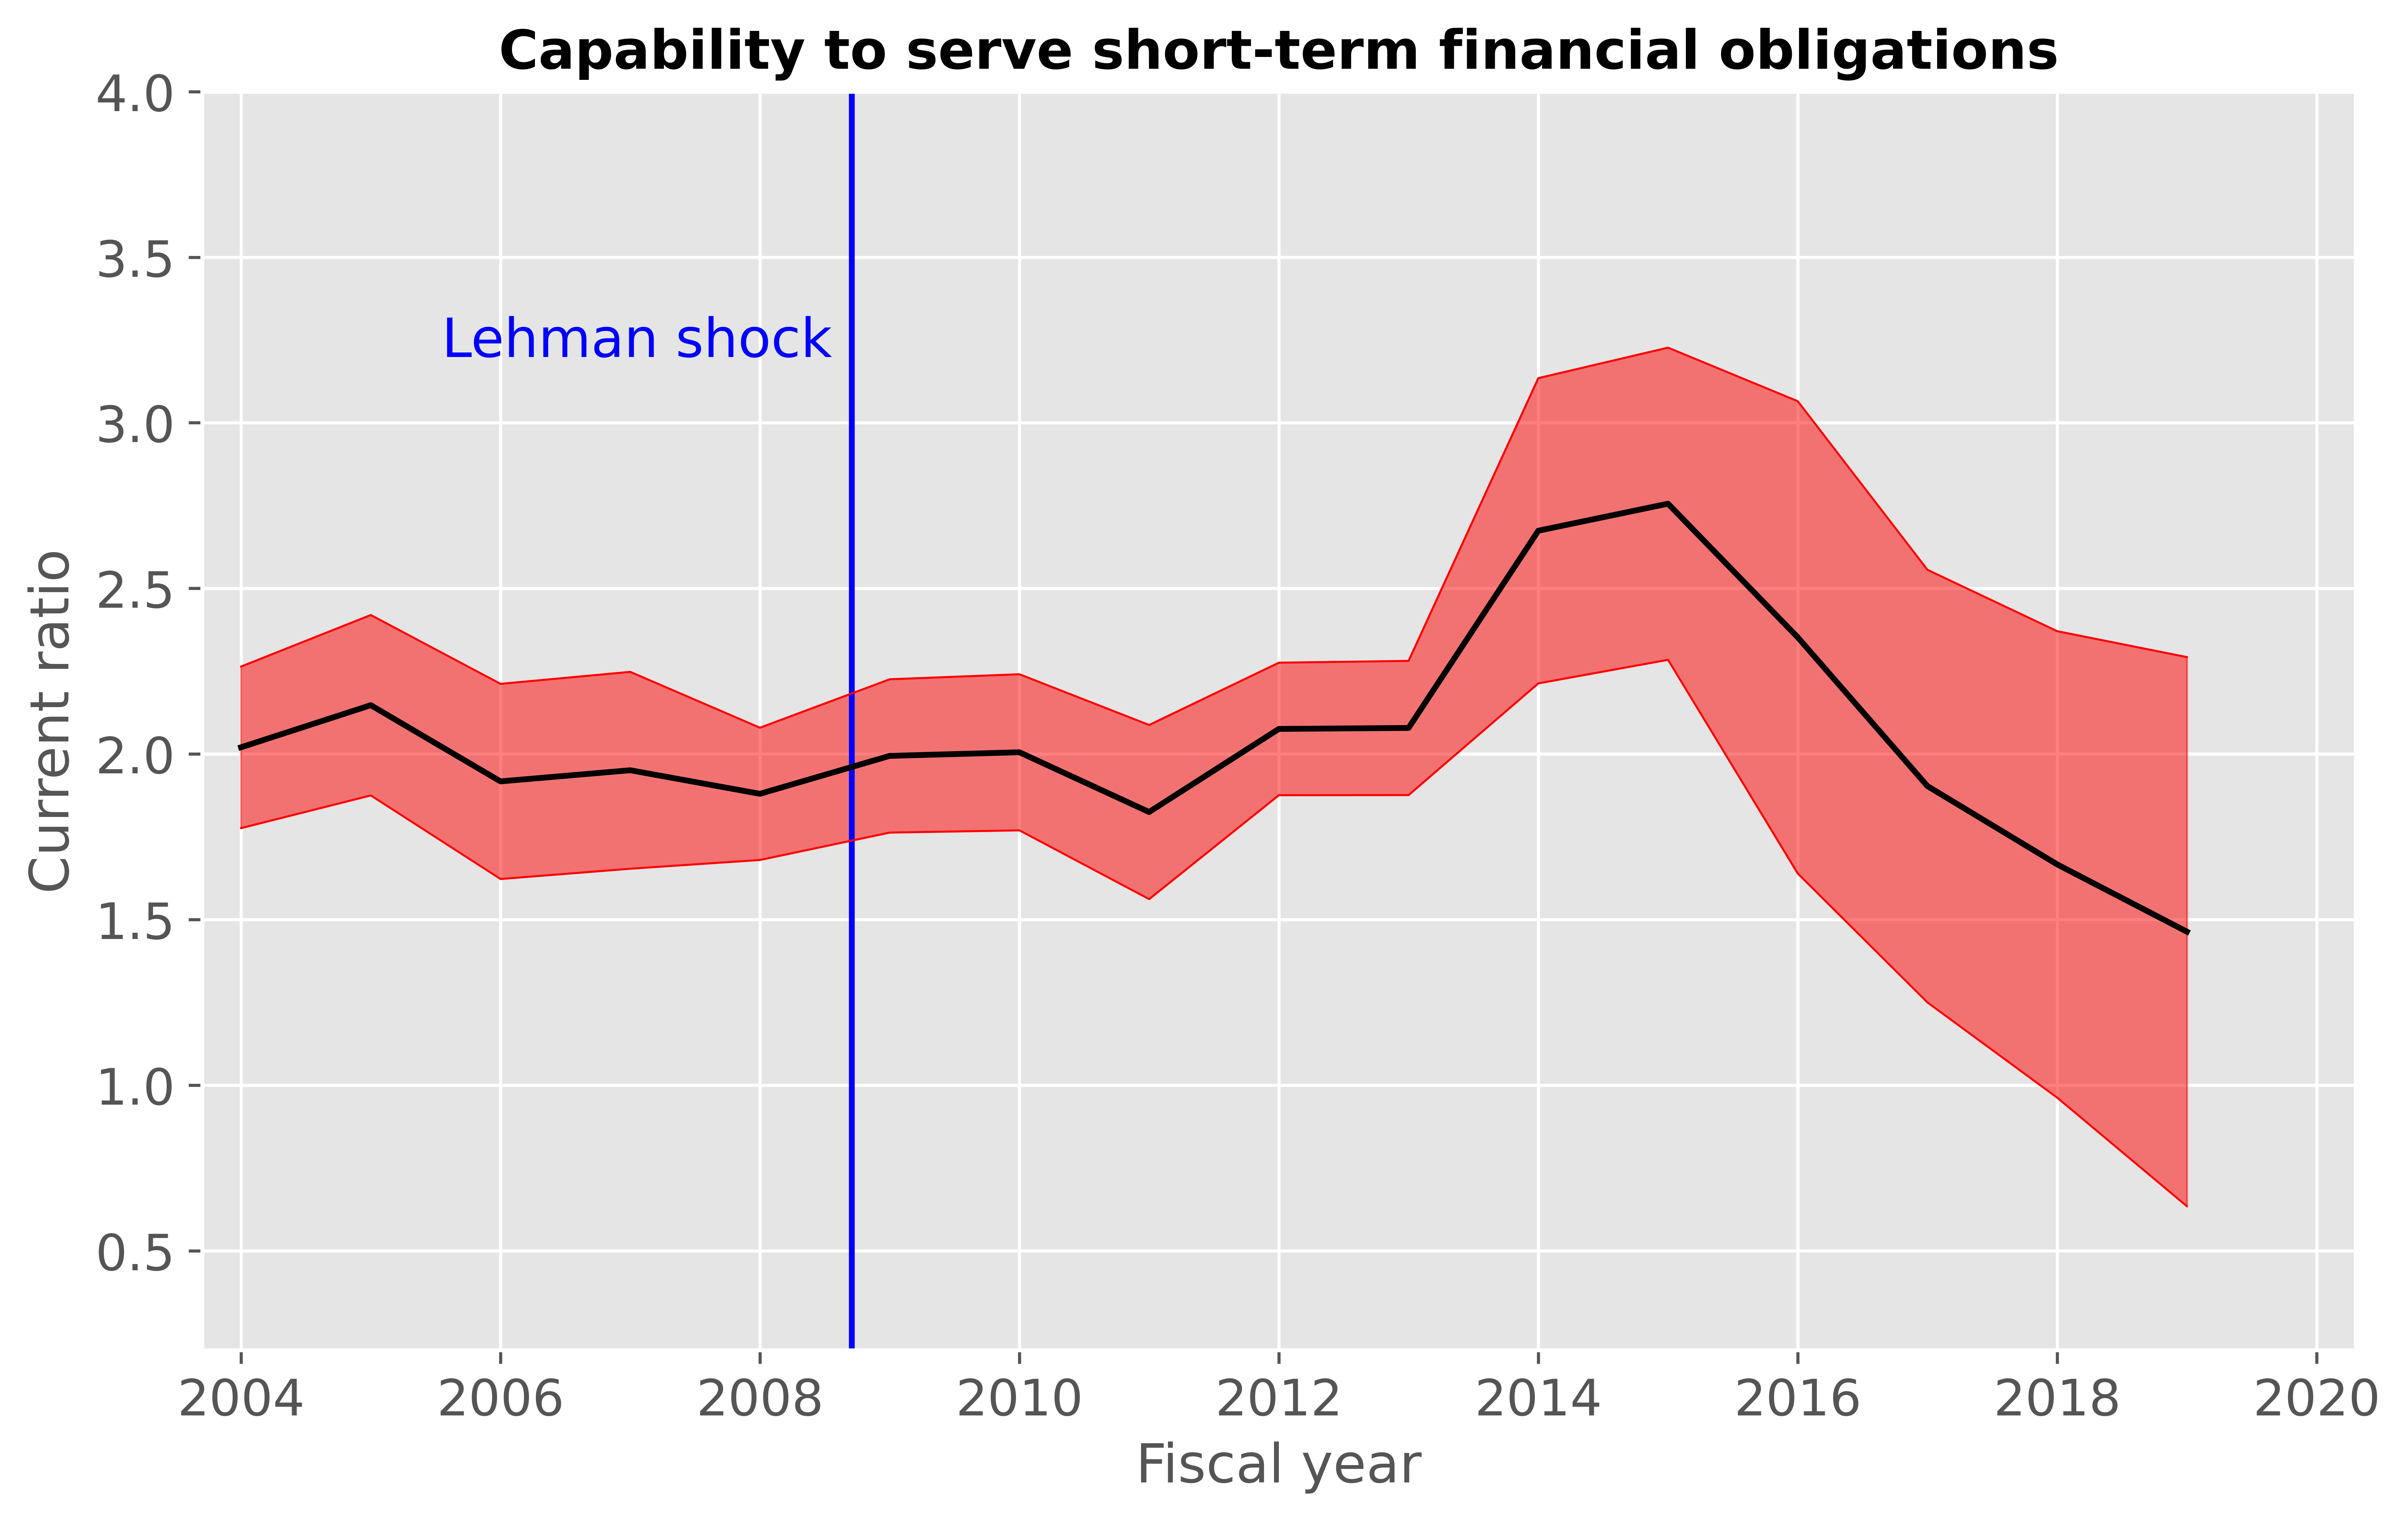 Capability to serve short-term financial obligations
4.0
3.5
3.0
2.5
2.0
1.5
1.0
0.5
Current ratio
Lehman shock
2004 2006 2008 2010 2012 2014 2016 2018 2020
Fiscal year